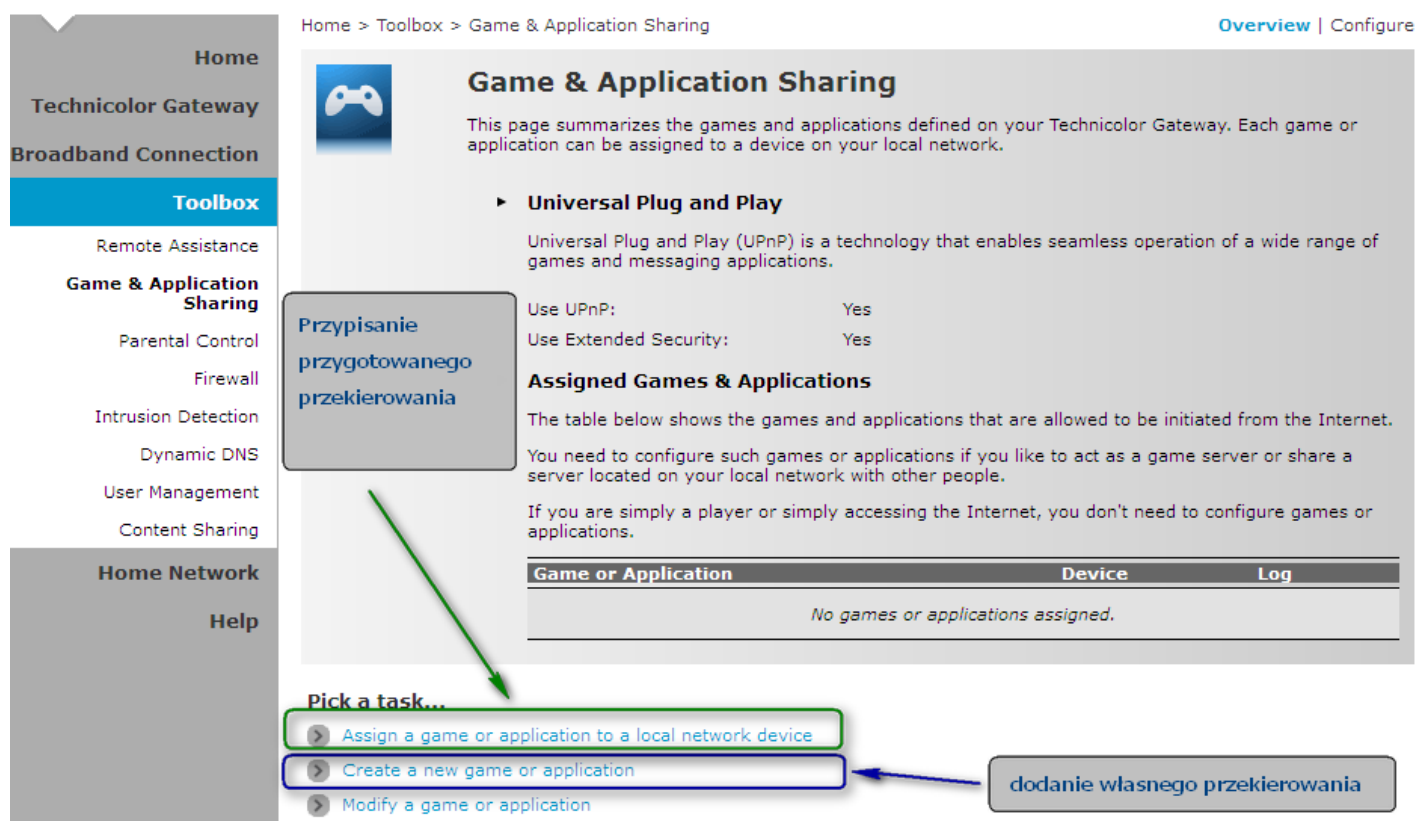 Home > Toolbox > Game & Application Sharing
Overview | Configure
Home
Technicolor Gateway
Broadband Connection
Toolbox
Remote Assistance
Game & Application
Sharing
Parental Control
Firewall
Intrusion Detection
Dynamic DNS
User Management
Content Sharing
Home Network
Help
Game & Application Sharing
This page summarizes the games and applications defined on your Technicolor Gateway. Each game or
application can be assigned to a device on your local network.
Universal Plug and Play
Universal Plug and Play (UPnP) is a technology that enables seamless operation of a wide range of
games and messaging applications.
Use UPnP: Yes
Use Extended Security: Yes
Przypisanie
przygotowanego
przekierowania
Assigned Games & Applications
The table below shows the games and applications that are allowed to be initiated from the Internet.
You need to configure such games or applications if you like to act as a game server or share a
server located on your local network with other people.
If you are simply a player or simply accessing the Internet, you don't need to configure games or
applications.
Game or Application Device Log
No games or applications assigned.
Pick a task...
Assign a game or application to a local network device
Create a new game or application
Modify a game or application
dodanie własnego przekierowania